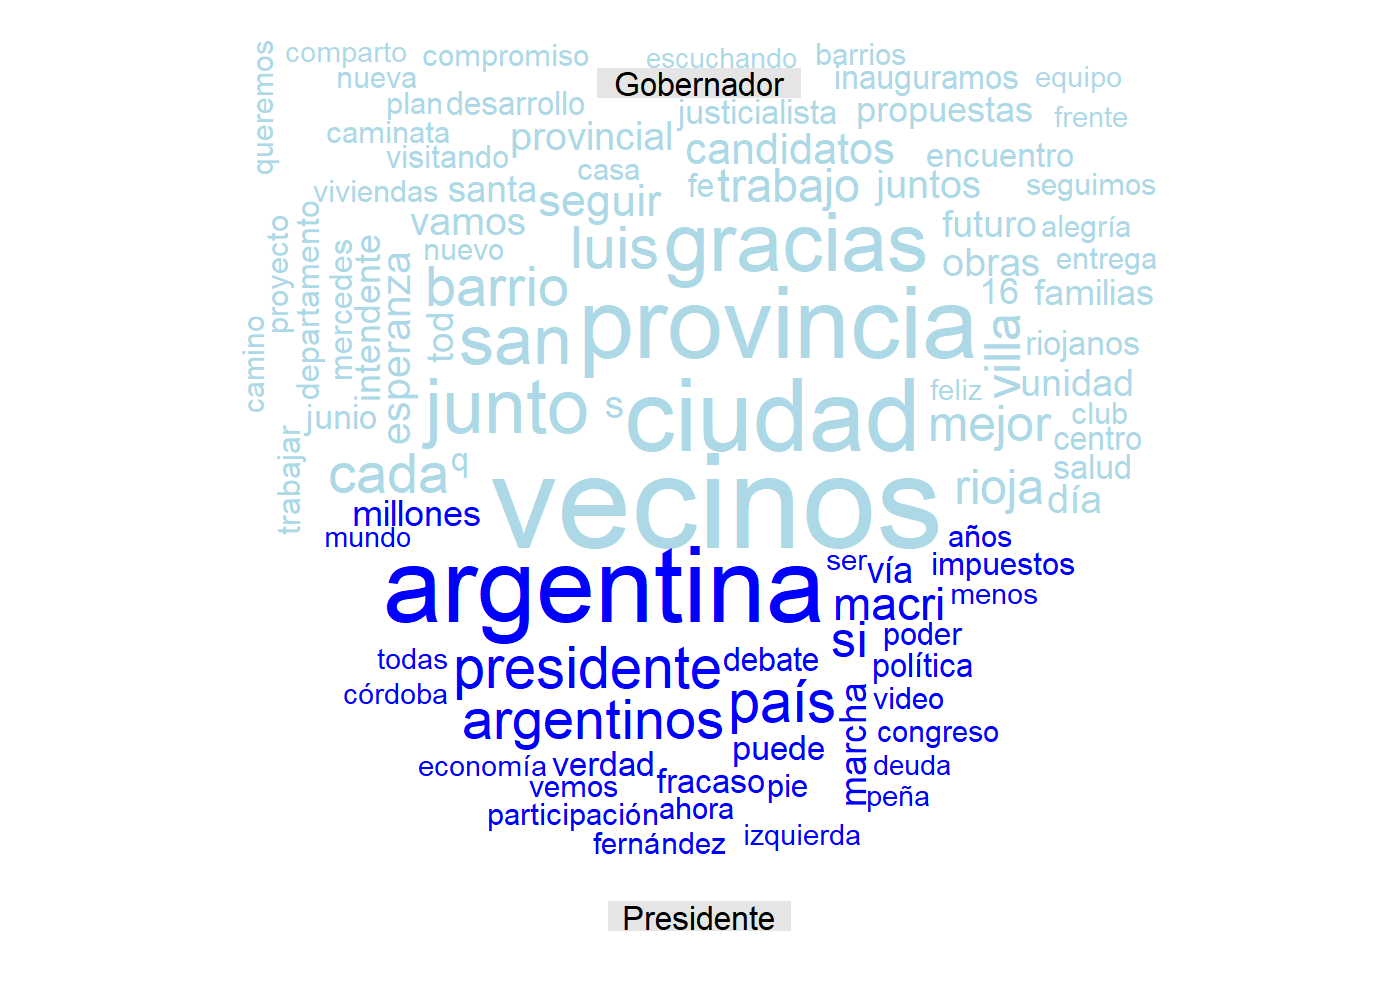 queremos
comparto
compromiso
escuchando
barrios
nueva
Gobernador
inauguramos
equipo
plan
desarrollo
justicialista
propuestas
frente
caminata
provincial
candidatos
encuentro
visitando
casa
viviendas
santa
seguir
fe
trabajo
juntos
seguimos
vamos
futuro
alegría
nuevo
luis
gracias
obras
entrega
proyecto
departamento
mercedes
intendente
esperanza
barrio
16
familias
camino
tod
san
provincia
villa
riojanos
unidad
junio
junto
s
ciudad
feliz
mejor
club
centro
trabajar
cada
q
vecinos
rioja
salud
día
millones
mundo
años
argentina
ser
vía
impuestos
macri
menos
si
poder
todas
presidente
debate
política
córdoba
país
marcha
video
argentinos
congreso
puede
economía
verdad
deuda
vemos
fracaso
pie
peña
participación
ahora
fernández
izquierda
Presidente